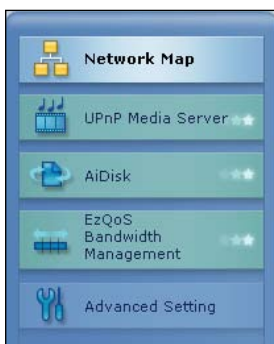 Network Map
UPnP Media Server
AiDisk
EzQoS
Bandwidth
Management
Advanced Setting